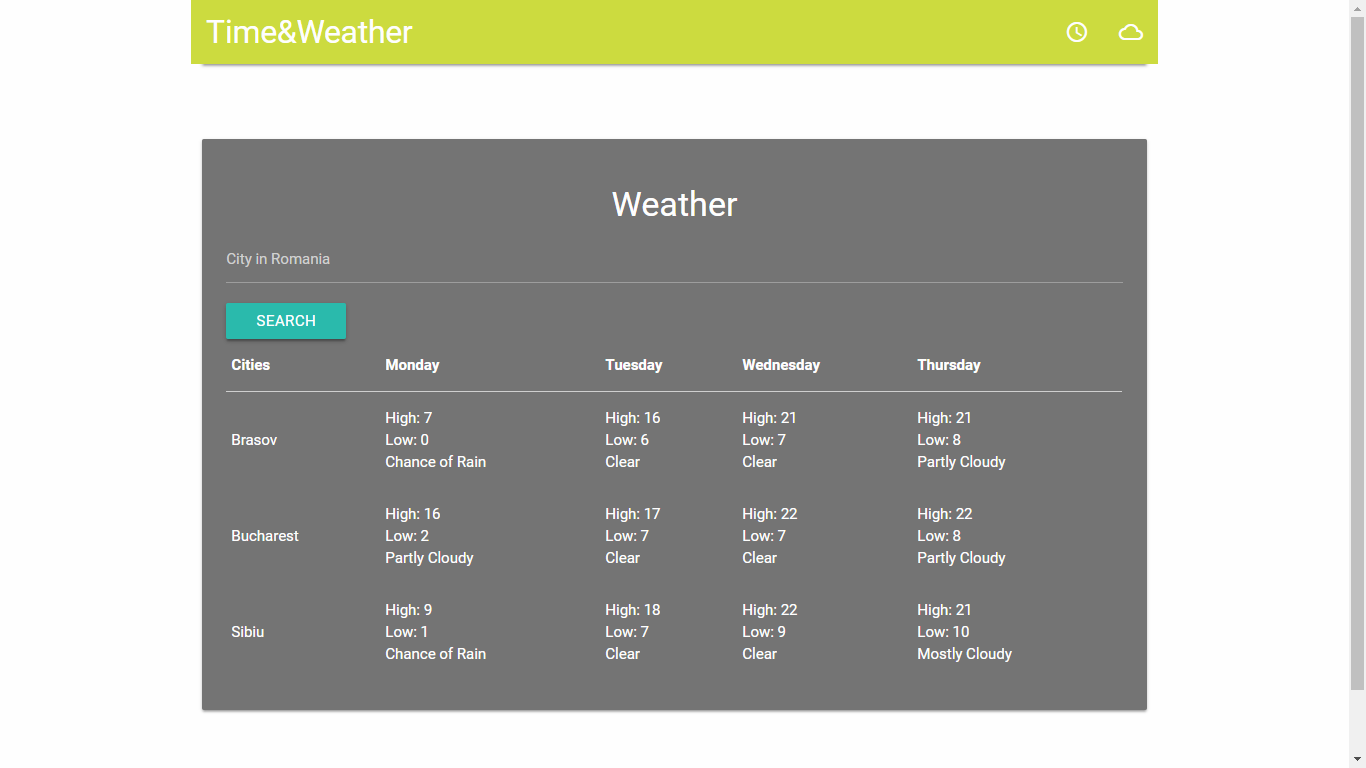 Time&Weather
Weather
City in Romania
SEARCH
Cities Monday Tuesday Wednesday Thursday
High: 7 High: 16 High: 21 High: 21
Brasov Low: 0 Low: 6 Low: 7 Low: 8
Chance of Rain Clear Clear Partly Cloudy
High: 16 High: 17 High: 22 High: 22
Bucharest Low: 2 Low: 7 Low: 7 Low: 8
Partly Cloudy Clear Clear Partly Cloudy
High: 9 High: 18 High: 22 High: 21
Sibiu Low: 1 Low: 7 Low: 9 Low: 10
Chance of Rain Clear Clear Mostly Cloudy